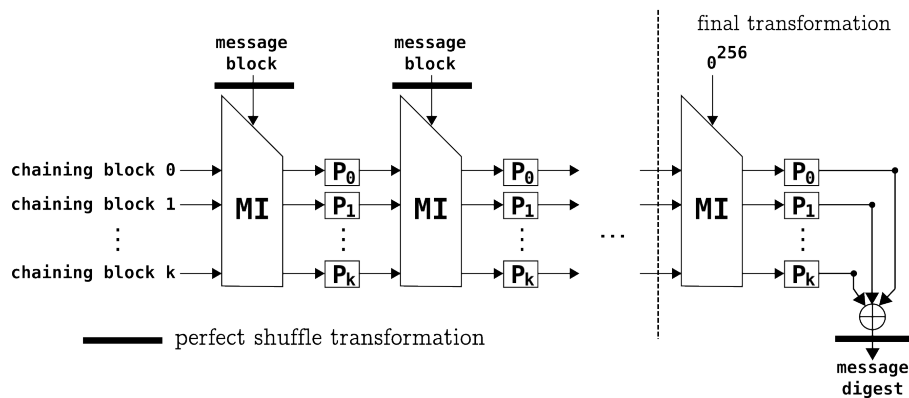 final transformation
message
block
message
block
0^256
chaining block 0
MI
P₀
MI
P₀
MI
P₀
chaining block 1
P₁
P₁
P₁
⋮
⋮
⋮
...
⋮
chaining block k
Pₖ
Pₖ
Pₖ
perfect shuffle transformation
message
digest